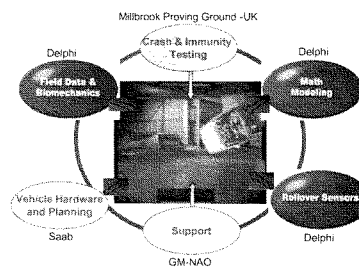 Millbrook Proving Ground -UK
Crash & Immunity
Testing
Delphi
Field Data &
Biomechanics
Delphi
Math
Modeling
Vehicle Hardware
and Planning
Saab
Support
GM-NAO
Rollover Sensors
Delphi